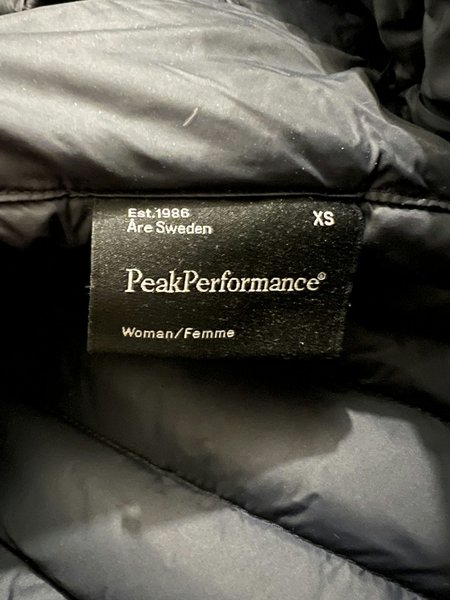 Est.1986 XS
Åre Sweden
PeakPerformance®
Woman/Femme